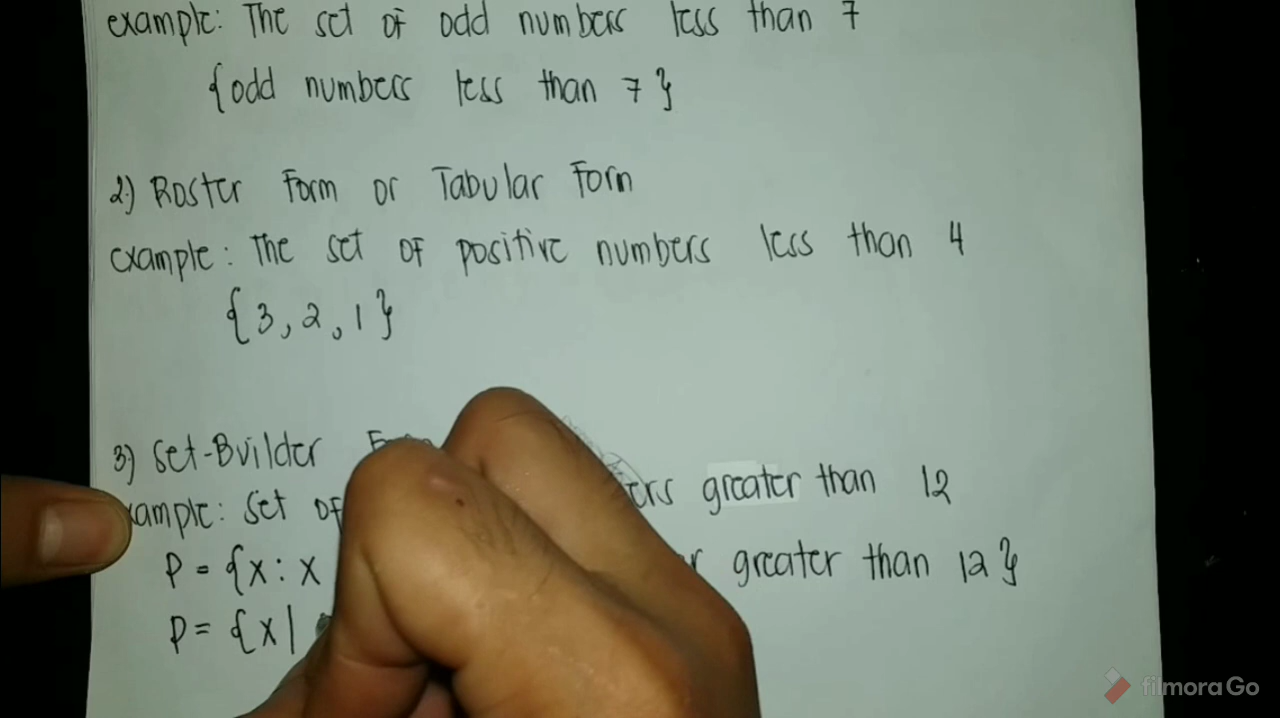 example: The set of odd numbers less than 7
{odd numbers less than 7}
2.) Roster Form or Tabular Form
example: The set of positive numbers less than 4
{3, 2, 1}
3.) Set-Builder
set of greater than 12
P = {x : x greater than 12}
P = {x |
filmoraGo